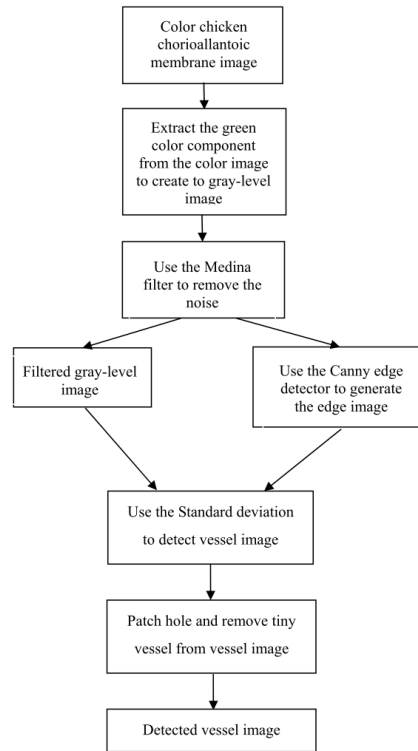 Color chicken
chorioallantoic
membrane image
Extract the green
color component
from the color image
to create to gray-level
image
Use the Medina
filter to remove the
noise
Filtered gray-level
image
Use the Canny edge
detector to generate
the edge image
Use the Standard deviation
to detect vessel image
Patch hole and remove tiny
vessel from vessel image
Detected vessel image